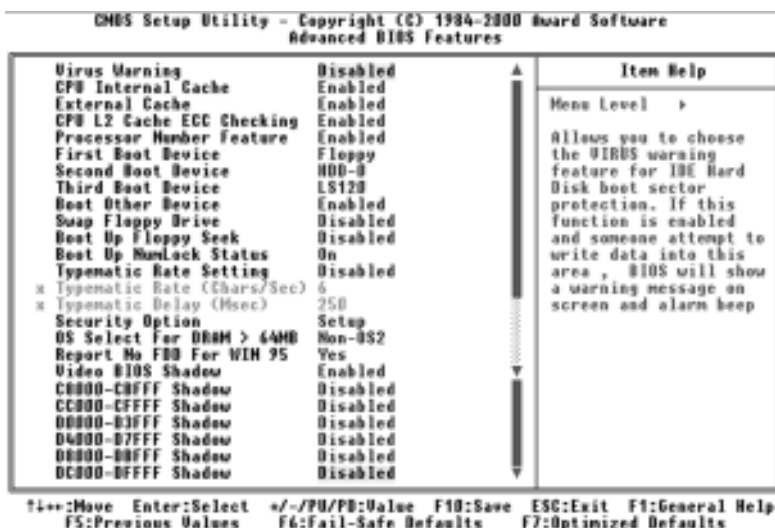 CMOS Setup Utility - Copyright (C) 1984-2000 Award Software
Advanced BIOS Features
Virus Warning Disabled
CPU Internal Cache Enabled
External Cache Enabled
CPU L2 Cache ECC Checking Enabled
Processor Number Feature Enabled
First Boot Device Floppy
Second Boot Device HDD-0
Third Boot Device LS120
Boot Other Device Enabled
Swap Floppy Drive Disabled
Boot Up Floppy Seek Disabled
Boot Up NumLock Status On
Typematic Rate Setting Disabled
x Typematic Rate (Chars/Sec) 6
x Typematic Delay (Msec) 250
Security Option Setup
OS Select For DRAM > 64MB Non-OS2
Report No FDD For WIN 95 Yes
Video BIOS Shadow Enabled
C8000-CBFFF Shadow Disabled
CC000-CFFFF Shadow Disabled
D0000-D3FFF Shadow Disabled
D4000-D7FFF Shadow Disabled
D8000-DBFFF Shadow Disabled
DC000-DFFFF Shadow Disabled
Item Help
Menu Level ▸
Allows you to choose
the VIRUS warning
feature for IDE Hard
Disk boot sector
protection. If this
function is enabled
and someone attempt to
write data into this
area , BIOS will show
a warning message on
screen and alarm beep
↑↓→←:Move Enter:Select +/-/PU/PD:Value F10:Save ESC:Exit F1:General Help
F5:Previous Values F6:Fail-Safe Defaults F7:Optimized Defaults